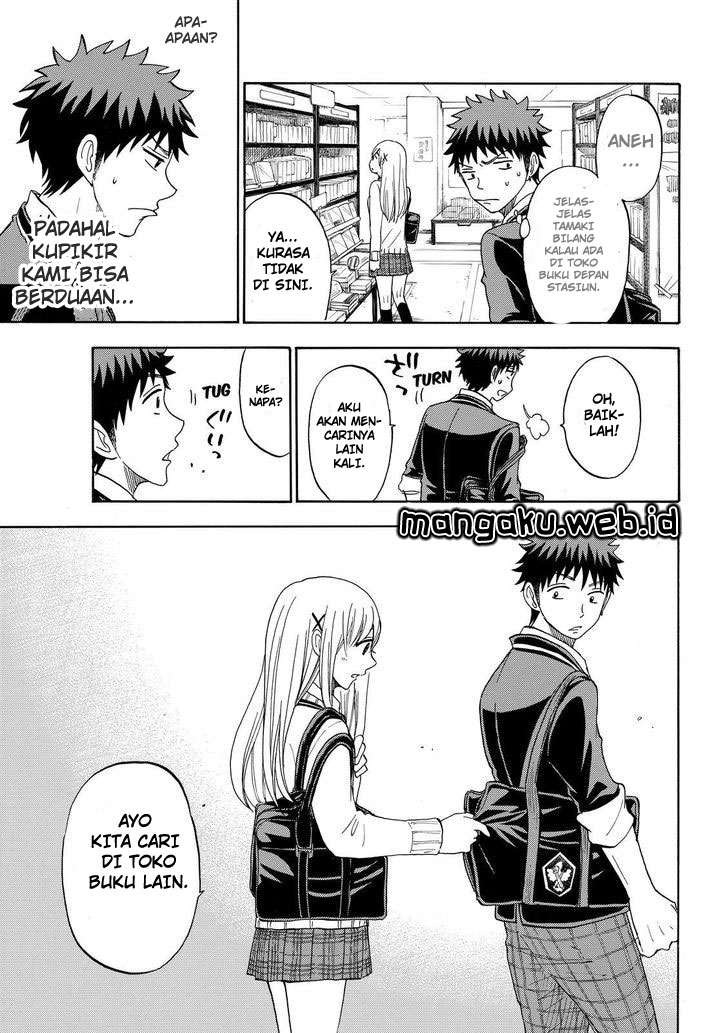 ANEH
...
JELAS-
JELAS
TAMAKI
BILANG
KALAU ADA
DI TOKO
BUKU DEPAN
STASIUN.
YA...
KURASA
TIDAK
DI SINI.
APA-
APAAN?
PADAHAL
KUPIKIR
KAMI BISA
BERDUAAN...
OH,
BAIK-
LAH!
TURN
AKU
AKAN MEN-
CARINYA
LAIN
KALI.
KE-
NAPA?
TUG
mangaku.web.id
AYO
KITA CARI
DI TOKO
BUKU LAIN.